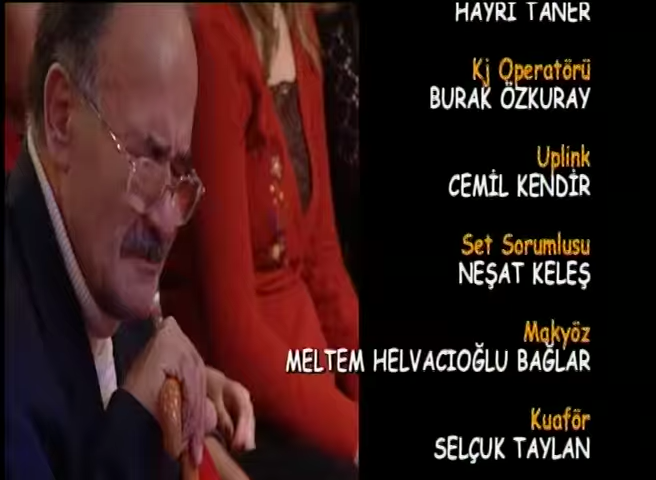 HAYRİ TANER
Kj Operatörü
BURAK ÖZKURAY
Uplink
CEMİL KENDİR
Set Sorumlusu
NEŞAT KELEŞ
Makyöz
MELTEM HELVACIOĞLU BAĞLAR
Kuaför
SELÇUK TAYLAN